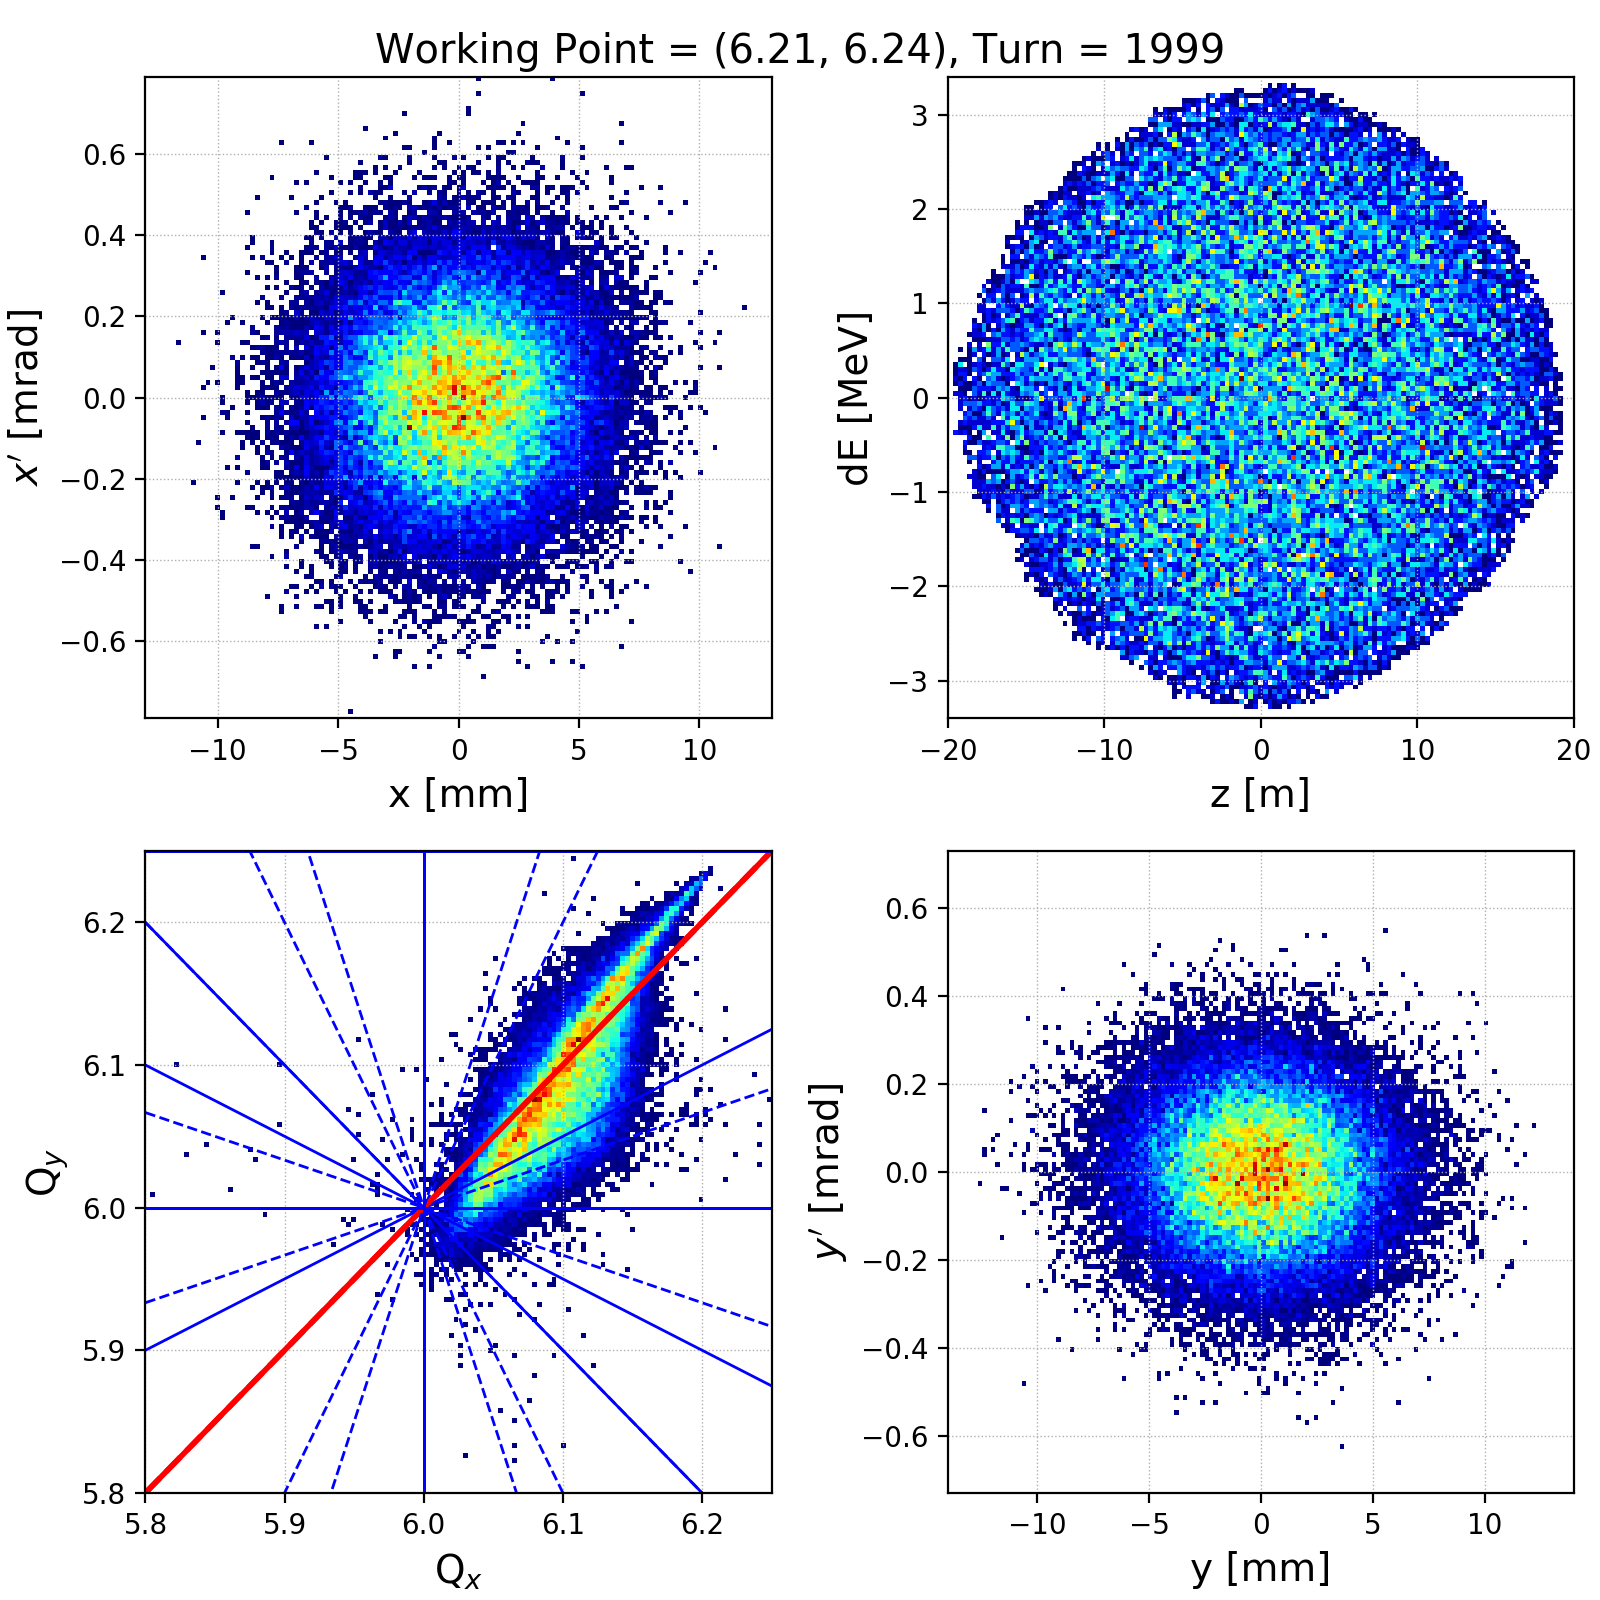 Working Point = (6.21, 6.24), Turn = 1999
0.6
0.4
0.2
0.0
−0.2
−0.4
−0.6
x′ [mrad]
−10 −5 0 5 10
x [mm]
3
2
1
0
−1
−2
−3
dE [MeV]
−20 −10 0 10 20
z [m]
6.2
6.1
6.0
5.9
5.8
Qy
5.8 5.9 6.0 6.1 6.2
Qx
0.6
0.4
0.2
0.0
−0.2
−0.4
−0.6
y′ [mrad]
−10 −5 0 5 10
y [mm]